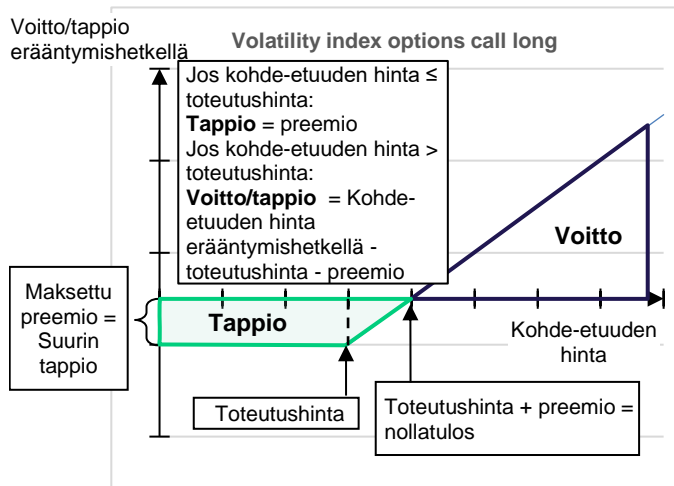 Voitto/tappio
erääntymishetkellä
Volatility index options call long
Jos kohde-etuuden hinta ≤
toteutushinta:
Tappio = preemio
Jos kohde-etuuden hinta >
toteutushinta:
Voitto/tappio = Kohde-
etuuden hinta
erääntymishetkellä -
toteutushinta - preemio
Voitto
Maksettu
preemio =
Suurin
tappio
Tappio
Kohde-etuuden
hinta
Toteutushinta
Toteutushinta + preemio =
nollatulos